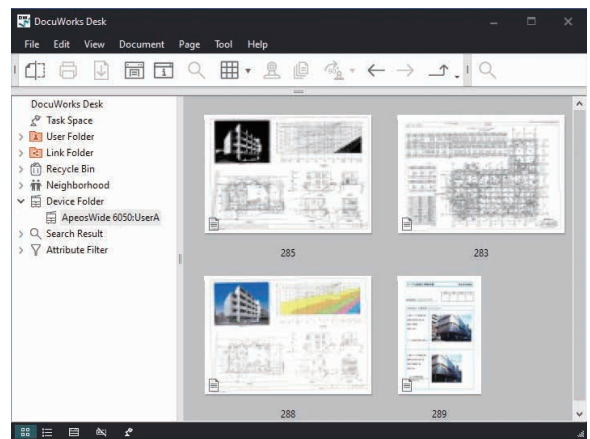 DocuWorks Desk
File Edit View Document Page Tool Help
DocuWorks Desk
Task Space
User Folder
Link Folder
Recycle Bin
Neighborhood
Device Folder
ApeosWide 6050:UserA
Search Result
Attribute Filter
285
283
288
289